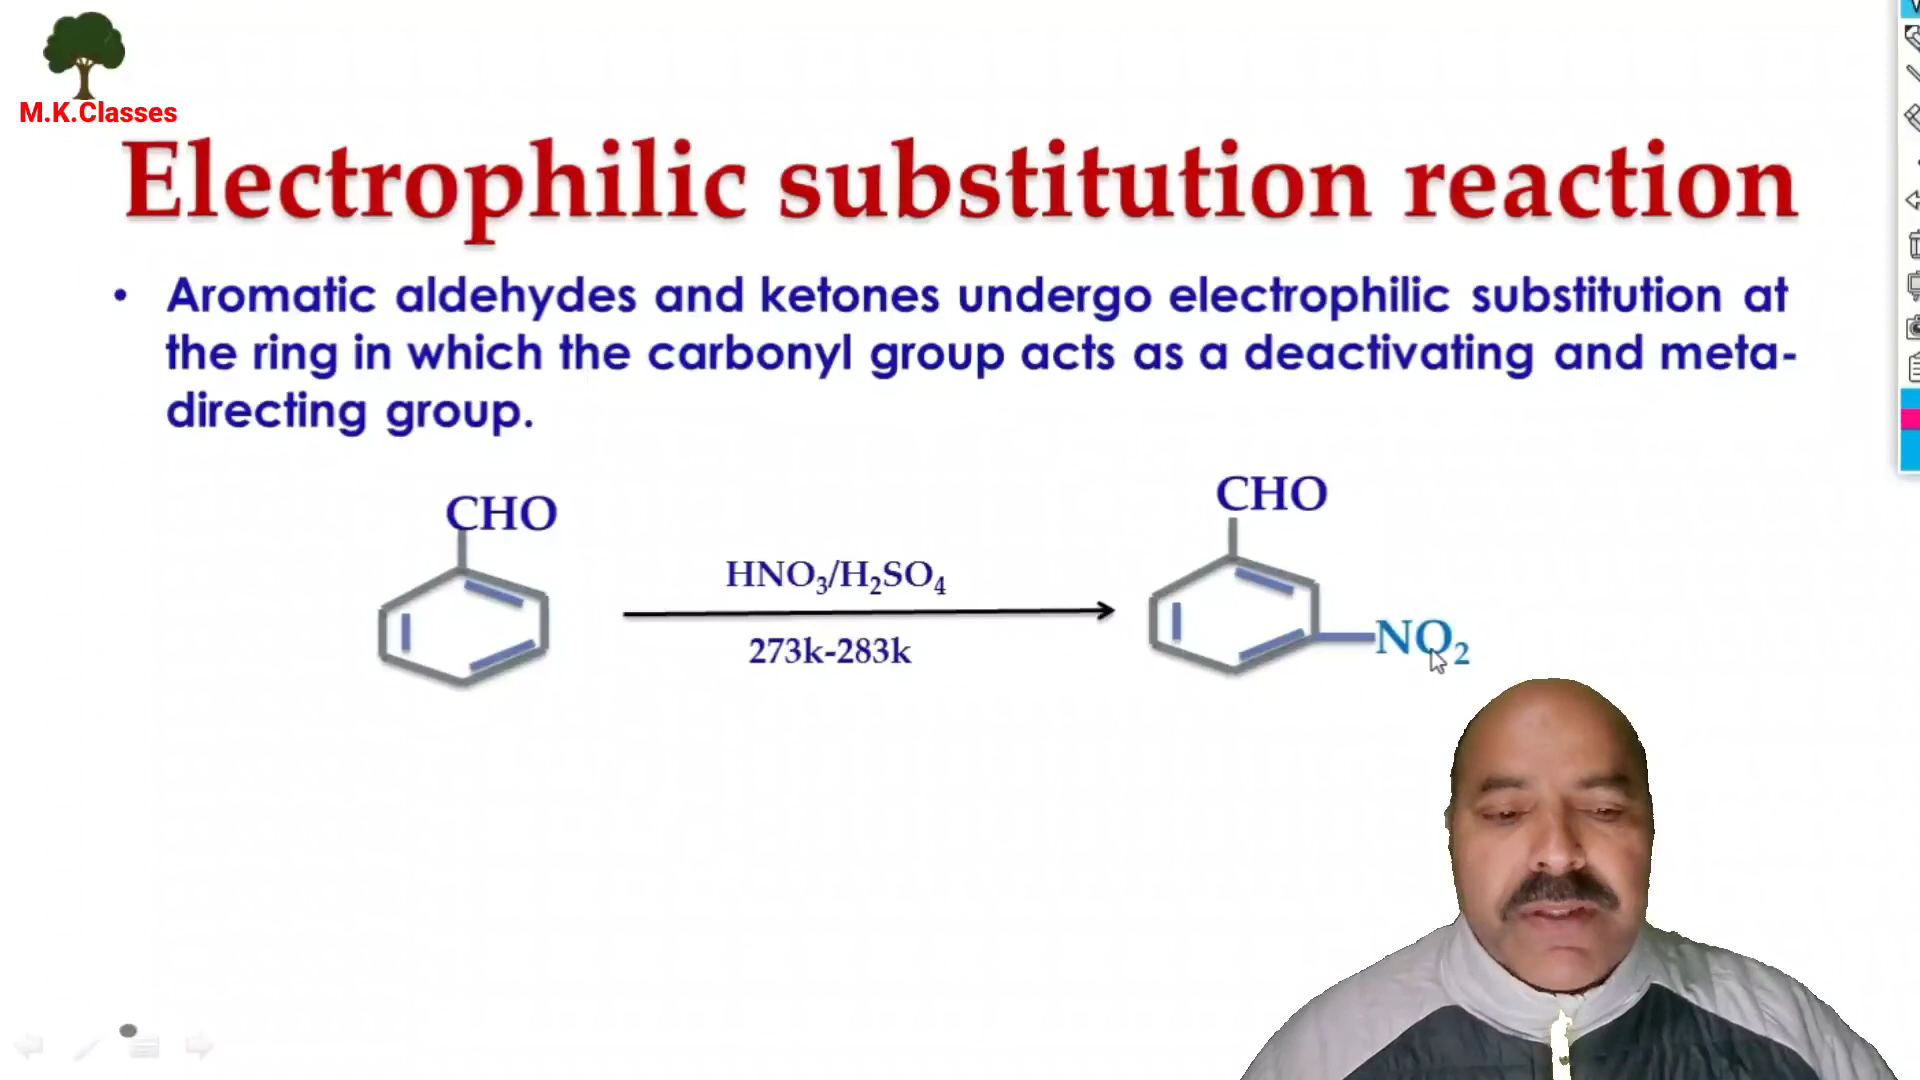 M.K.Classes
Electrophilic substitution reaction
• Aromatic aldehydes and ketones undergo electrophilic substitution at
the ring in which the carbonyl group acts as a deactivating and meta-
directing group.
CHO
HNO₃/H₂SO₄
273k-283k
CHO
NO₂